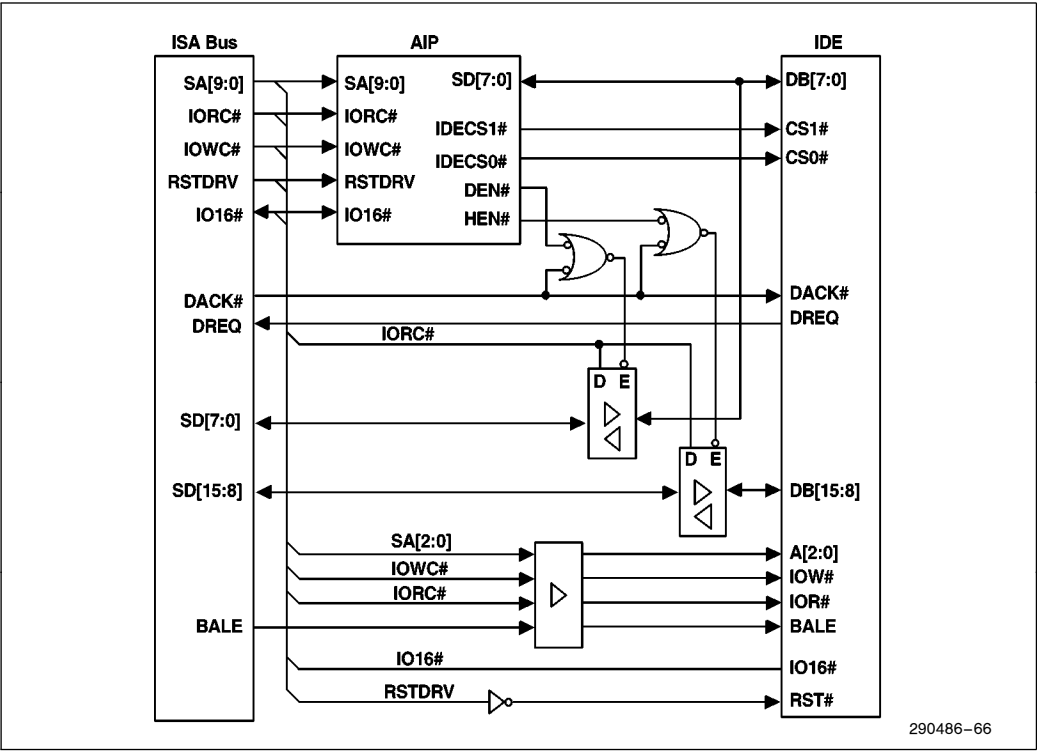 ISA Bus AIP IDE
SA[9:0] SA[9:0] SD[7:0] DB[7:0]
IORC# IORC# IDECS1# CS1#
IOWC# IOWC# IDECS0# CS0#
RSTDRV RSTDRV DEN#
IO16# IO16# HEN#
DACK# DACK#
DREQ DREQ
IORC#
D E
SD[7:0]
D E
SD[15:8] DB[15:8]
SA[2:0] A[2:0]
IOWC# IOW#
IORC# IOR#
BALE BALE
IO16# IO16#
RSTDRV RST#
290486-66